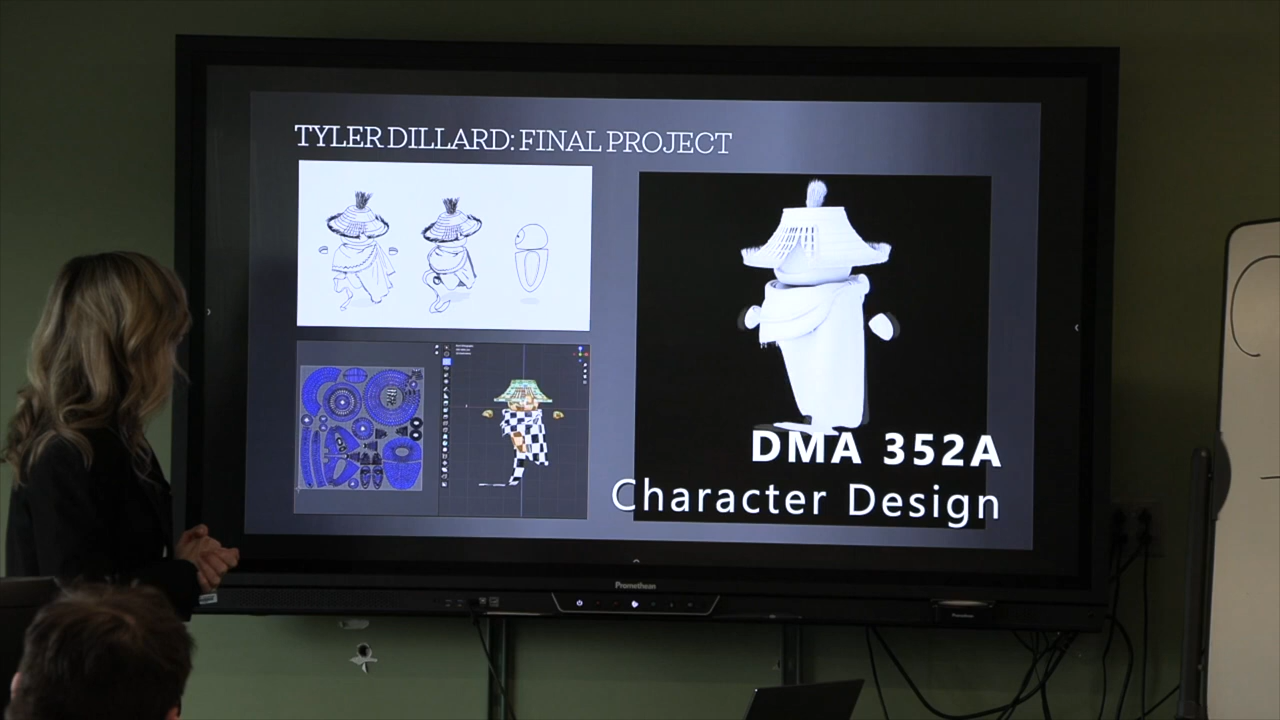 TYLER DILLARD: FINAL PROJECT
DMA 352A
Character Design
Promethean